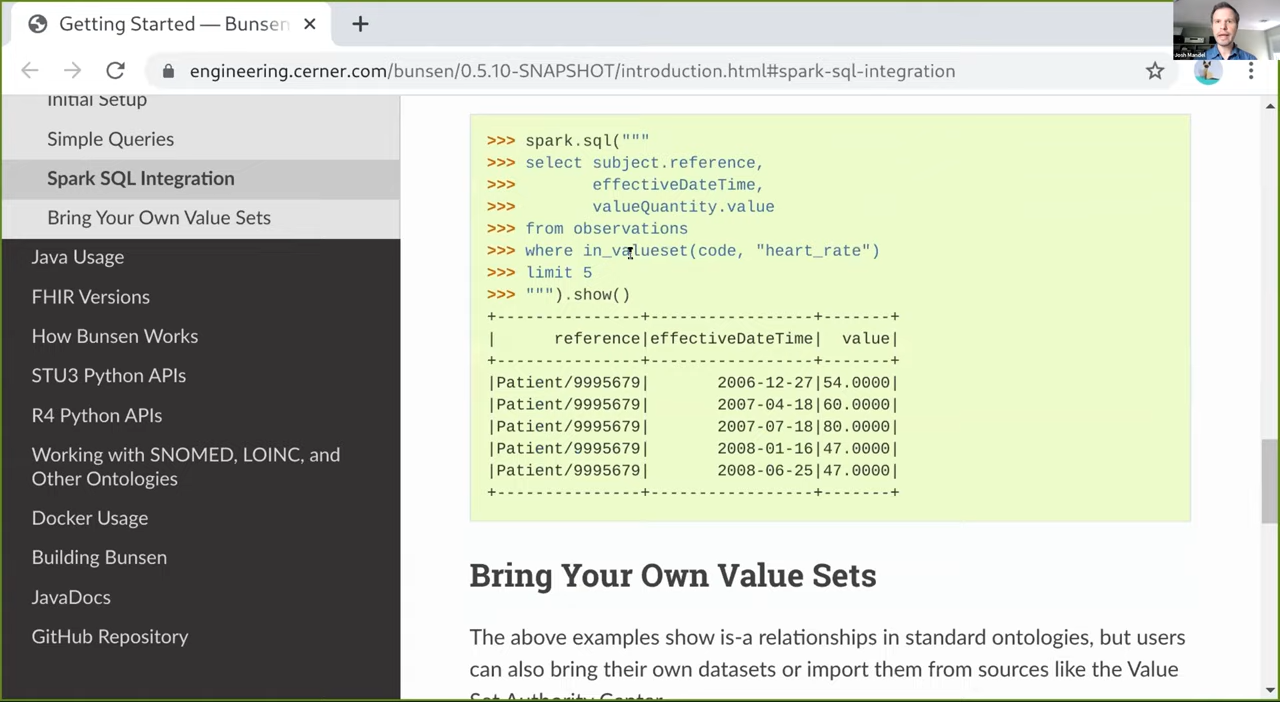 Getting Started — Bunsen
engineering.cerner.com/bunsen/0.5.10-SNAPSHOT/introduction.html#spark-sql-integration
Josh Mandel
Initial Setup
Simple Queries
Spark SQL Integration
Bring Your Own Value Sets
Java Usage
FHIR Versions
How Bunsen Works
STU3 Python APIs
R4 Python APIs
Working with SNOMED, LOINC, and
Other Ontologies
Docker Usage
Building Bunsen
JavaDocs
GitHub Repository
>>> spark.sql("""
>>> select subject.reference,
>>>        effectiveDateTime,
>>>        valueQuantity.value
>>> from observations
>>> where in_valueset(code, "heart_rate")
>>> limit 5
>>> """).show()
+---------------+-----------------+-------+
|      reference|effectiveDateTime|  value|
+---------------+-----------------+-------+
|Patient/9995679|       2006-12-27|54.0000|
|Patient/9995679|       2007-04-18|60.0000|
|Patient/9995679|       2007-07-18|80.0000|
|Patient/9995679|       2008-01-16|47.0000|
|Patient/9995679|       2008-06-25|47.0000|
+---------------+-----------------+-------+
Bring Your Own Value Sets
The above examples show is-a relationships in standard ontologies, but users
can also bring their own datasets or import them from sources like the Value
Set Authority Center